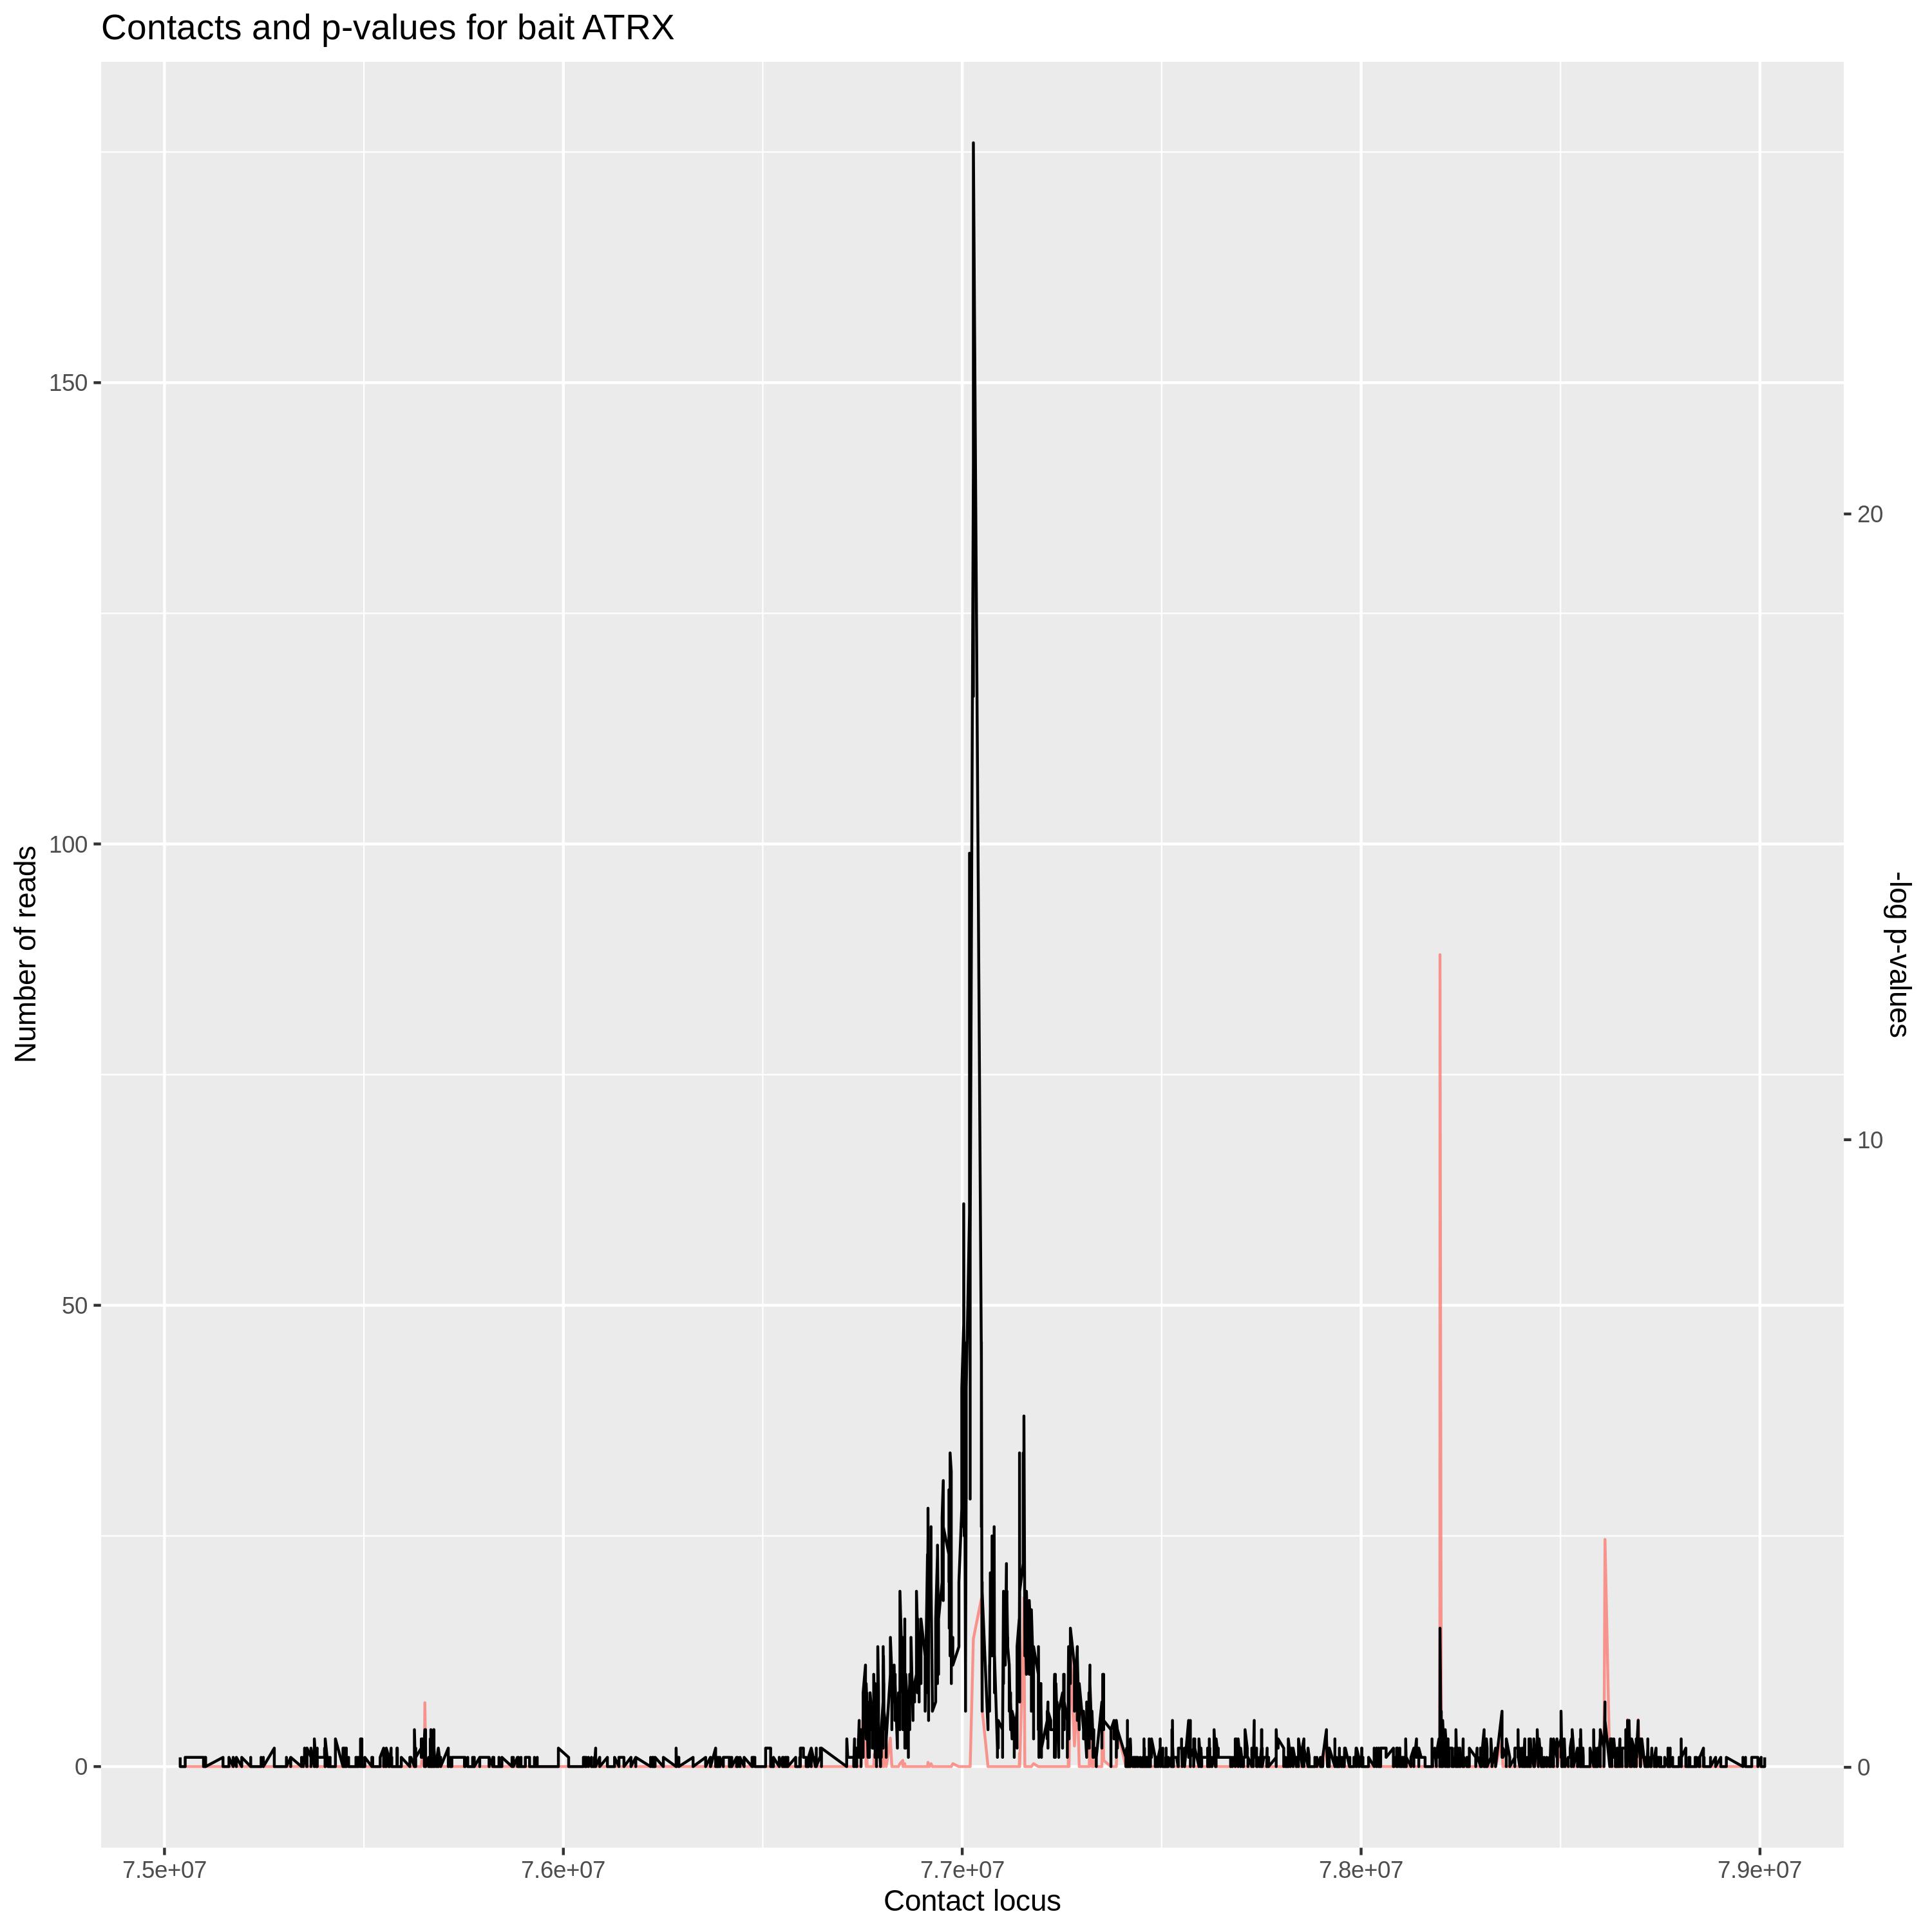 Contacts and p-values for bait ATRX
150
100
50
0
Number of reads
20
10
0
-log p-values
7.5e+07
7.6e+07
7.7e+07
7.8e+07
7.9e+07
Contact locus